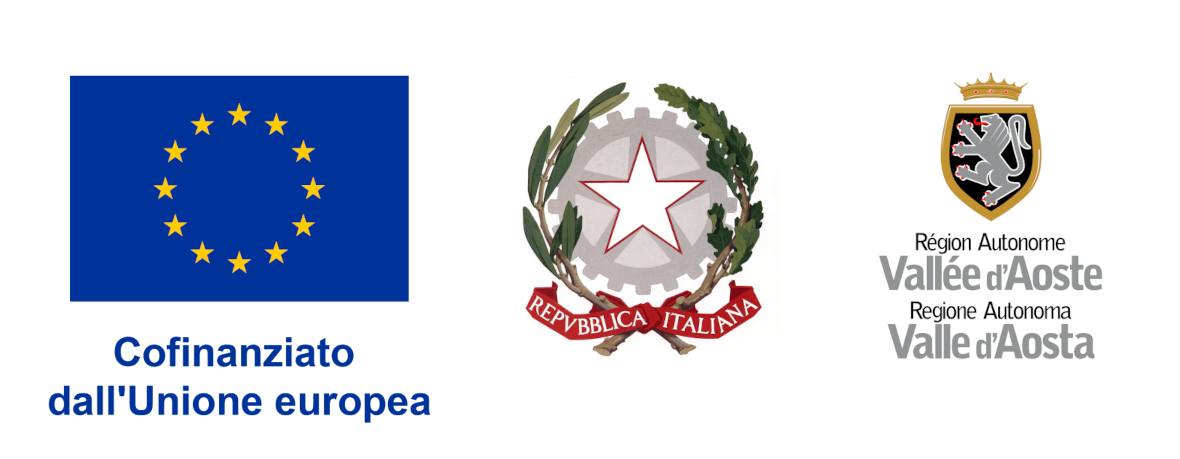 Cofinanziato
dall'Unione europea
REPVBBLICA ITALIANA
Région Autonome
Vallée d'Aoste
Regione Autonoma
Valle d'Aosta